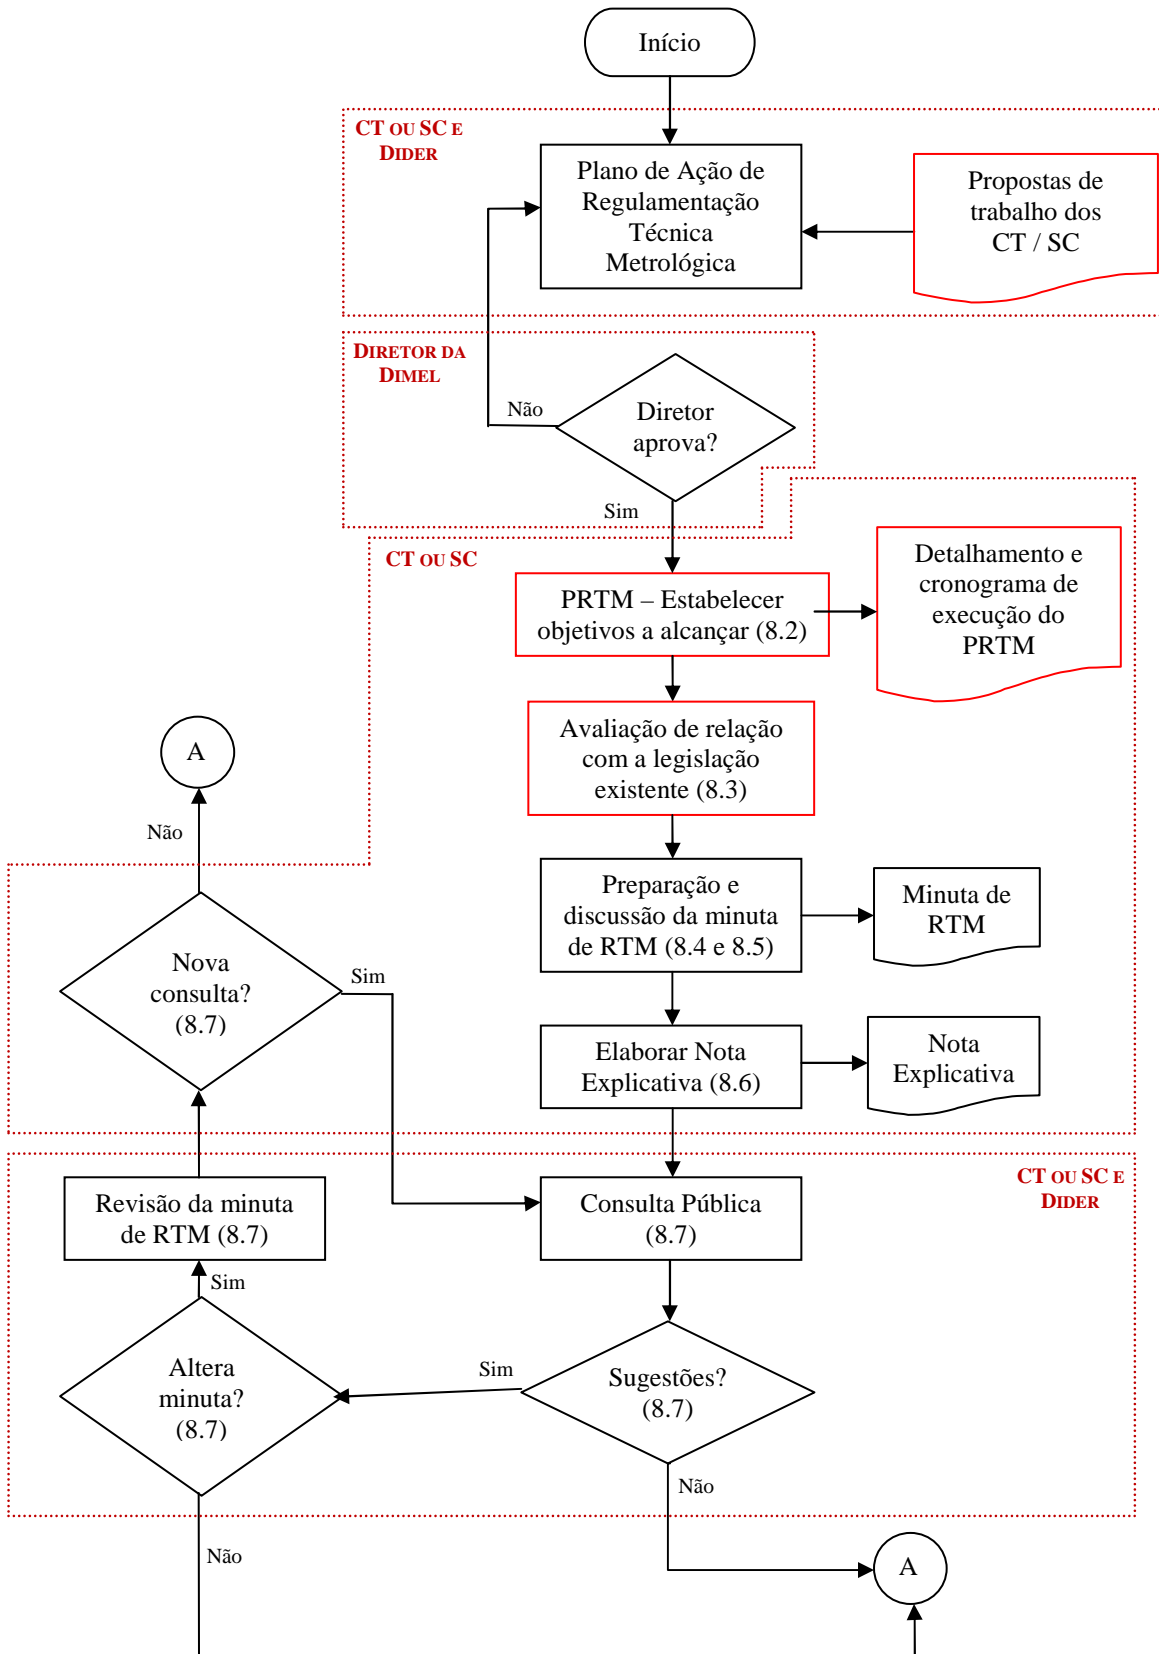 Início
CT OU SC E
DIDER
Plano de Ação de
Regulamentação
Técnica
Metrológica
Propostas de
trabalho dos
CT / SC
DIRETOR DA
DIMEL
Não
Diretor
aprova?
Sim
CT OU SC
PRTM – Estabelecer
objetivos a alcançar (8.2)
Detalhamento e
cronograma de
execução do
PRTM
Avaliação de relação
com a legislação
existente (8.3)
A
Não
Preparação e
discussão da minuta
de RTM (8.4 e 8.5)
Minuta de
RTM
Nova
consulta?
(8.7)
Sim
Elaborar Nota
Explicativa (8.6)
Nota
Explicativa
CT OU SC E
DIDER
Revisão da minuta
de RTM (8.7)
Consulta Pública
(8.7)
Sim
Altera
minuta?
(8.7)
Sim
Sugestões?
(8.7)
Não
Não
A